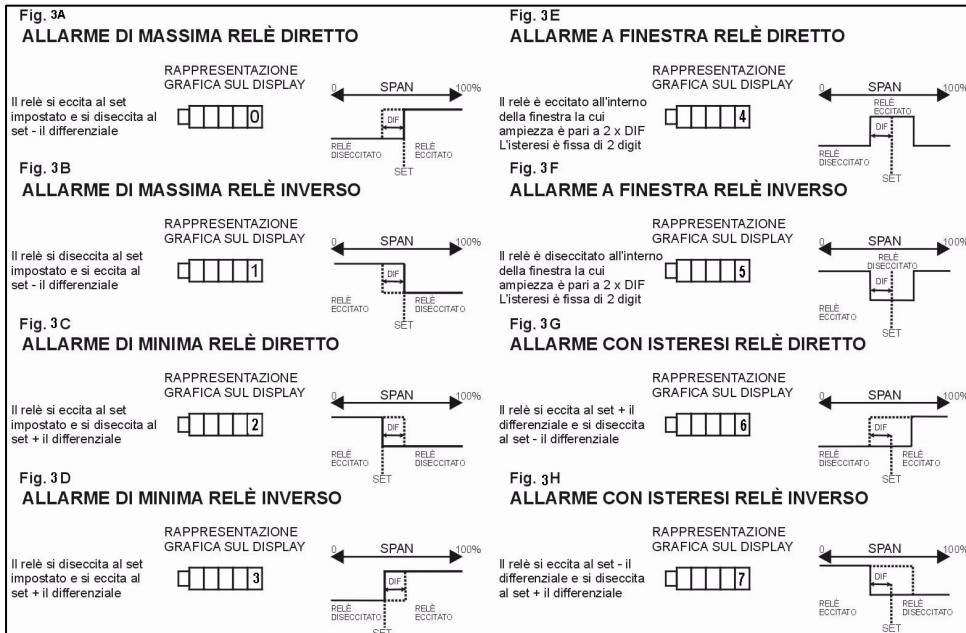 Fig. 3A
ALLARME DI MASSIMA RELÈ DIRETTO
RAPPRESENTAZIONE
GRAFICA SUL DISPLAY
Il relè si eccita al set
impostato e si diseccita al
set - il differenziale
0
0 SPAN 100%
DIF
RELÈ
DISECCITATO
RELÈ
ECCITATO
SET
Fig. 3B
ALLARME DI MASSIMA RELÈ INVERSO
RAPPRESENTAZIONE
GRAFICA SUL DISPLAY
Il relè si diseccita al set
impostato e si eccita al
set - il differenziale
1
0 SPAN 100%
DIF
RELÈ
ECCITATO
RELÈ
DISECCITATO
SET
Fig. 3C
ALLARME DI MINIMA RELÈ DIRETTO
RAPPRESENTAZIONE
GRAFICA SUL DISPLAY
Il relè si eccita al set
impostato e si diseccita al
set + il differenziale
2
0 SPAN 100%
DIF
RELÈ
ECCITATO
RELÈ
DISECCITATO
SET
Fig. 3D
ALLARME DI MINIMA RELÈ INVERSO
RAPPRESENTAZIONE
GRAFICA SUL DISPLAY
Il relè si diseccita al set
impostato e si eccita al
set + il differenziale
3
0 SPAN 100%
DIF
RELÈ
DISECCITATO
RELÈ
ECCITATO
SET
Fig. 3E
ALLARME A FINESTRA RELÈ DIRETTO
RAPPRESENTAZIONE
GRAFICA SUL DISPLAY
Il relè è eccitato all'interno
della finestra la cui
ampiezza è pari a 2 x DIF
L'isteresi è fissa di 2 digit
4
0 SPAN 100%
RELÈ
ECCITATO
DIF
RELÈ
DISECCITATO
SET
Fig. 3F
ALLARME A FINESTRA RELÈ INVERSO
RAPPRESENTAZIONE
GRAFICA SUL DISPLAY
Il relè è diseccitato all'interno
della finestra la cui
ampiezza è pari a 2 x DIF
L'isteresi è fissa di 2 digit
5
0 SPAN 100%
RELÈ
DISECCITATO
DIF
RELÈ
ECCITATO
SET
Fig. 3G
ALLARME CON ISTERESI RELÈ DIRETTO
RAPPRESENTAZIONE
GRAFICA SUL DISPLAY
Il relè si eccita al set + il
differenziale e si diseccita
al set - il differenziale
6
0 SPAN 100%
DIF
RELÈ
DISECCITATO
RELÈ
ECCITATO
SET
Fig. 3H
ALLARME CON ISTERESI RELÈ INVERSO
RAPPRESENTAZIONE
GRAFICA SUL DISPLAY
Il relè si eccita al set - il
differenziale e si diseccita
al set + il differenziale
7
0 SPAN 100%
DIF
RELÈ
ECCITATO
RELÈ
DISECCITATO
SET